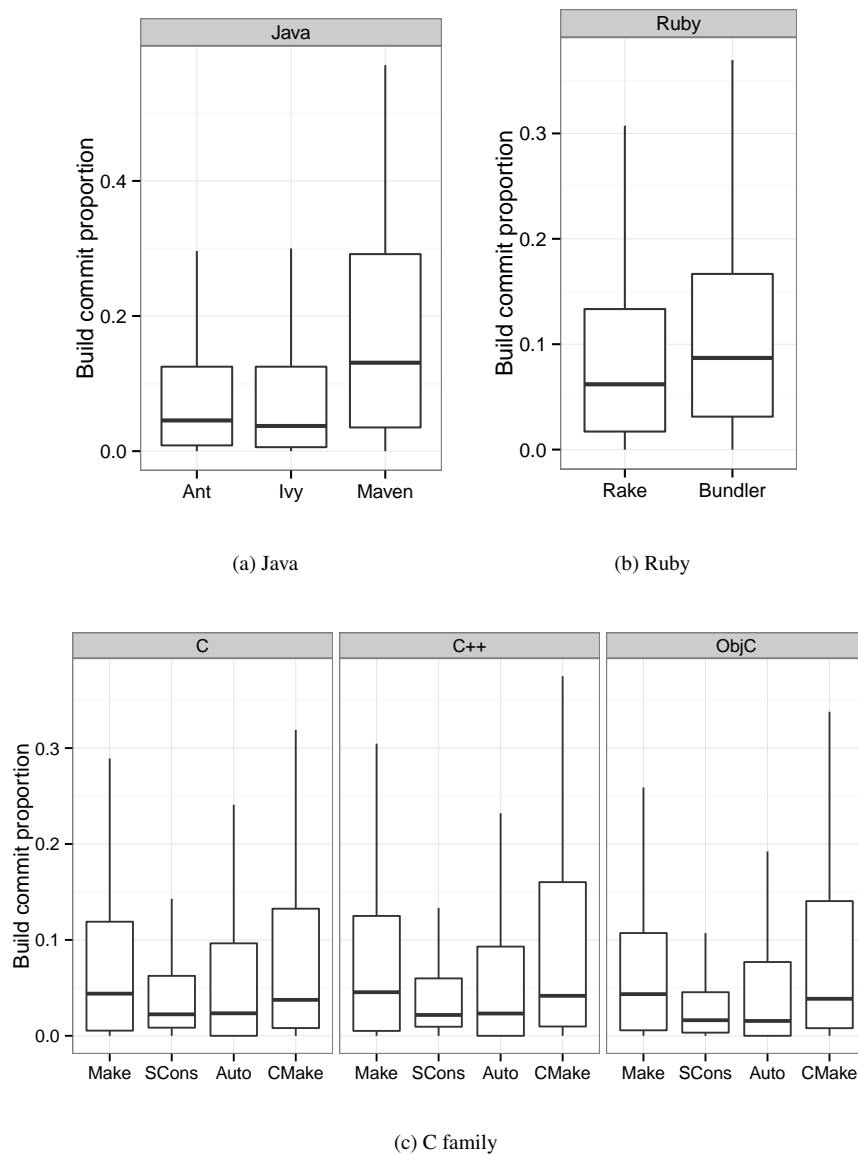 Java
Build commit proportion
0.4
0.2
0.0
Ant Ivy Maven
(a) Java
Ruby
Build commit proportion
0.3
0.2
0.1
0.0
Rake Bundler
(b) Ruby
C C++ ObjC
Build commit proportion
0.3
0.2
0.1
0.0
Make SCons Auto CMake Make SCons Auto CMake Make SCons Auto CMake
(c) C family